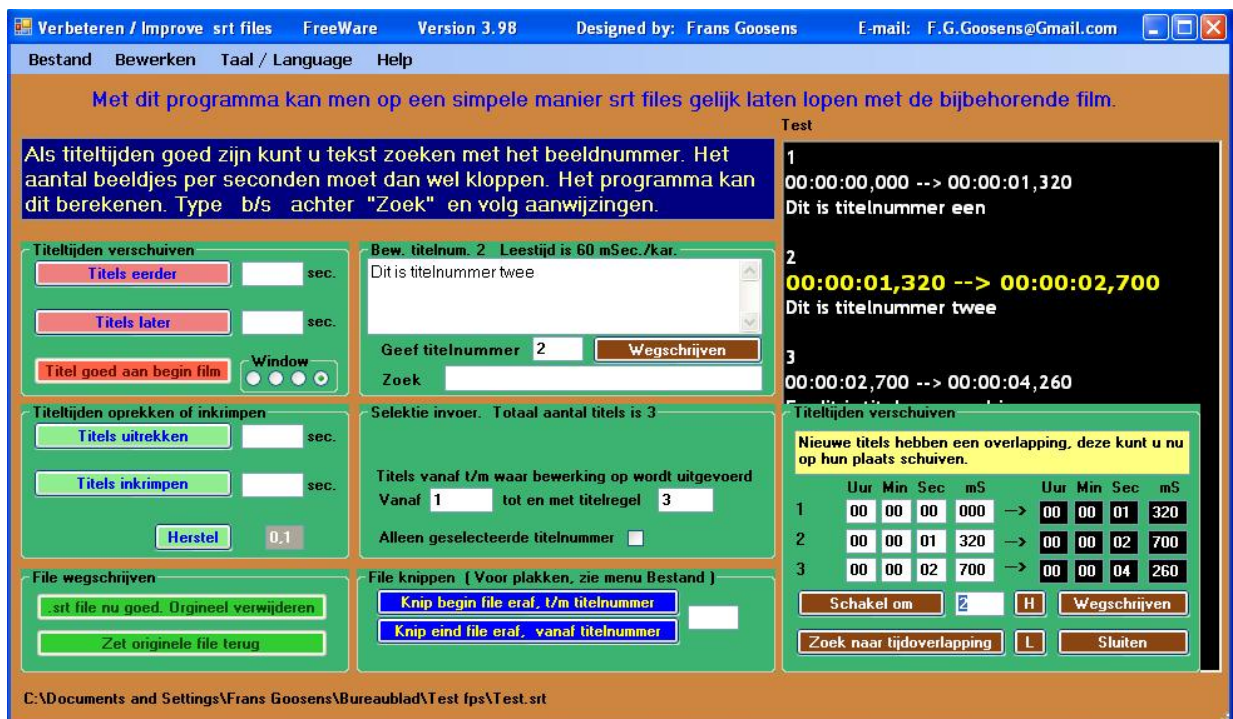 Verbeteren / Improve srt files FreeWare Version 3.98 Designed by: Frans Goosens E-mail: F.G.Goosens@Gmail.com
Bestand Bewerken Taal / Language Help
Met dit programma kan men op een simpele manier srt files gelijk laten lopen met de bijbehorende film.
Als titeltijden goed zijn kunt u tekst zoeken met het beeldnummer. Het
aantal beeldjes per seconden moet dan wel kloppen. Het programma kan
dit berekenen. Type b/s achter "Zoek" en volg aanwijzingen.
Titeltijden verschuiven
Titels eerder sec.
Titels later sec.
Titel goed aan begin film Window
Titeltijden oprekken of inkrimpen
Titels uitrekken sec.
Titels inkrimpen sec.
Herstel 0,1
File wegschrijven
.srt file nu goed. Orgineel verwijderen
Zet originele file terug
Bew. titelnum. 2 Leestijd is 60 mSec./kar.
Dit is titelnummer twee
Geef titelnummer 2 Wegschrijven
Zoek
Selektie invoer. Totaal aantal titels is 3
Titels vanaf t/m waar bewerking op wordt uitgevoerd
Vanaf 1 tot en met titelregel 3
Alleen geselecteerde titelnummer
File knippen ( Voor plakken, zie menu Bestand )
Knip begin file eraf, t/m titelnummer
Knip eind file eraf, vanaf titelnummer
Test
1
00:00:00,000 --> 00:00:01,320
Dit is titelnummer een
2
00:00:01,320 --> 00:00:02,700
Dit is titelnummer twee
3
00:00:02,700 --> 00:00:04,260
Titeltijden verschuiven
Nieuwe titels hebben een overlapping, deze kunt u nu
op hun plaats schuiven.
Uur Min Sec mS Uur Min Sec mS
1 00 00 00 000 --> 00 00 01 320
2 00 00 01 320 --> 00 00 02 700
3 00 00 02 700 --> 00 00 04 260
Schakel om 2 H Wegschrijven
Zoek naar tijdoverlapping L Sluiten
C:\Documents and Settings\Frans Goosens\Bureaublad\Test fps\Test.srt